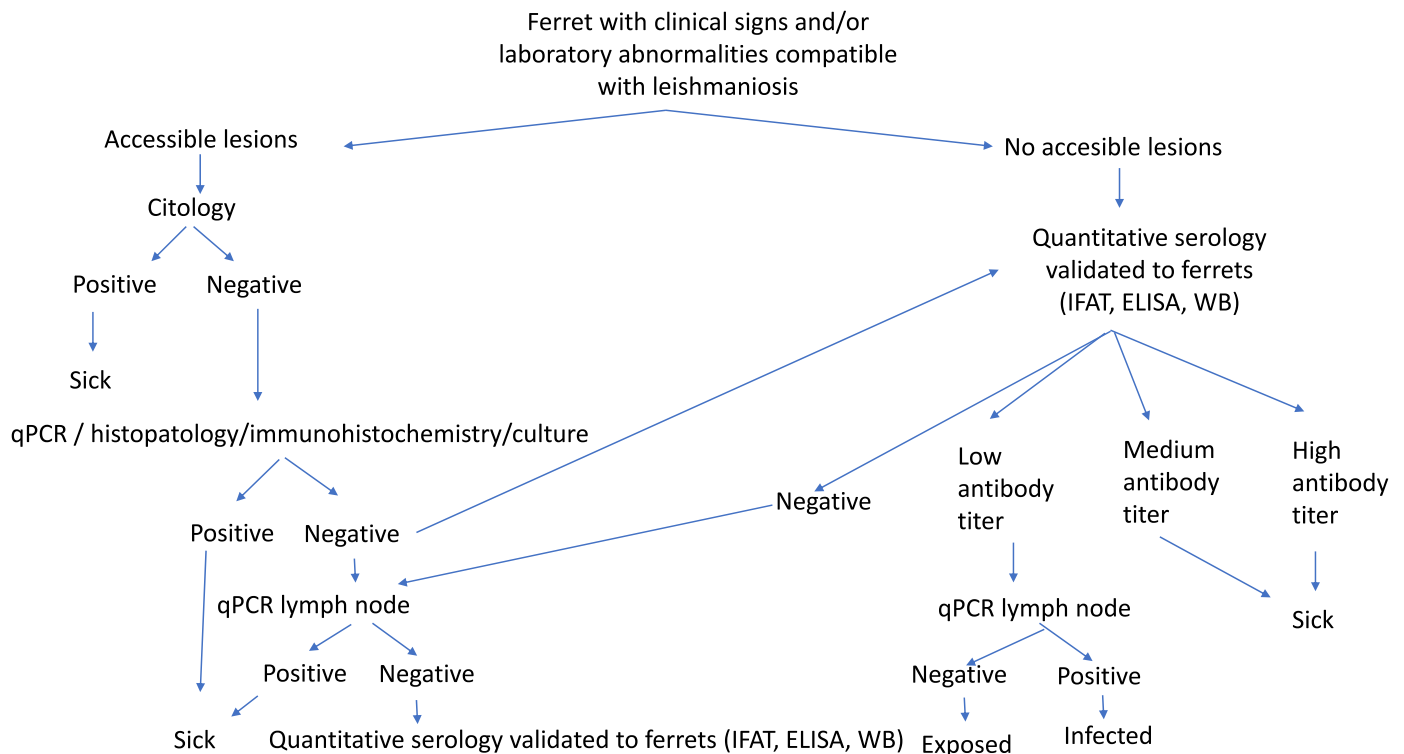 Ferret with clinical signs and/or
laboratory abnormalities compatible
with leishmaniosis
Accessible lesions
No accesible lesions
Citology
Quantitative serology
validated to ferrets
(IFAT, ELISA, WB)
Positive
Negative
Sick
qPCR / histopatology/immunohistochemistry/culture
Low
antibody
titer
Medium
antibody
titer
High
antibody
titer
Negative
Positive
Negative
qPCR lymph node
qPCR lymph node
Sick
Positive
Negative
Negative
Positive
Sick
Quantitative serology validated to ferrets (IFAT, ELISA, WB)
Exposed
Infected